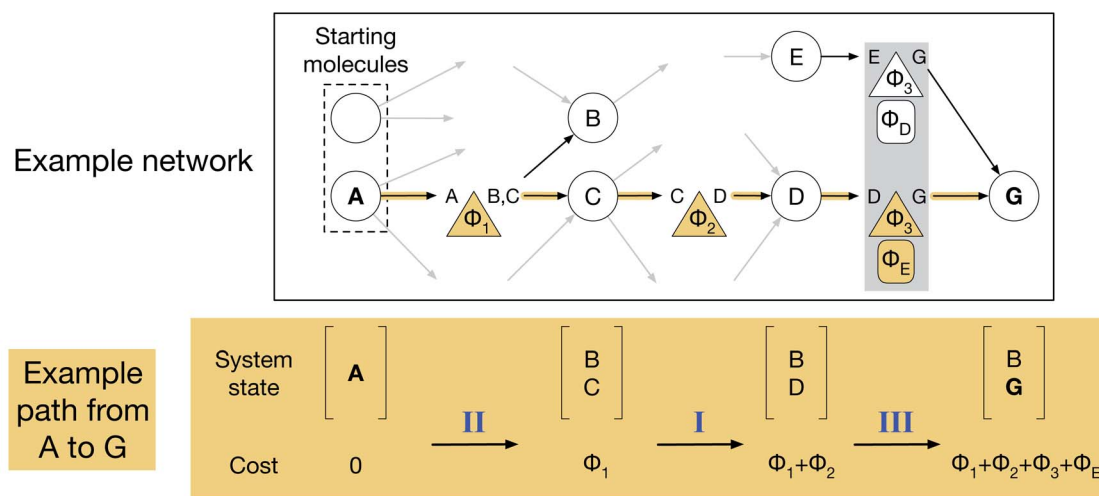 Starting
molecules
Example network
E
E G
Φ3
ΦD
B
A
A B,C
Φ1
C
C D
Φ2
D
D G
Φ3
ΦE
G
Example
path from
A to G
System
state
A
B
C
B
D
B
G
II
I
III
Cost
0
Φ1
Φ1+Φ2
Φ1+Φ2+Φ3+ΦE